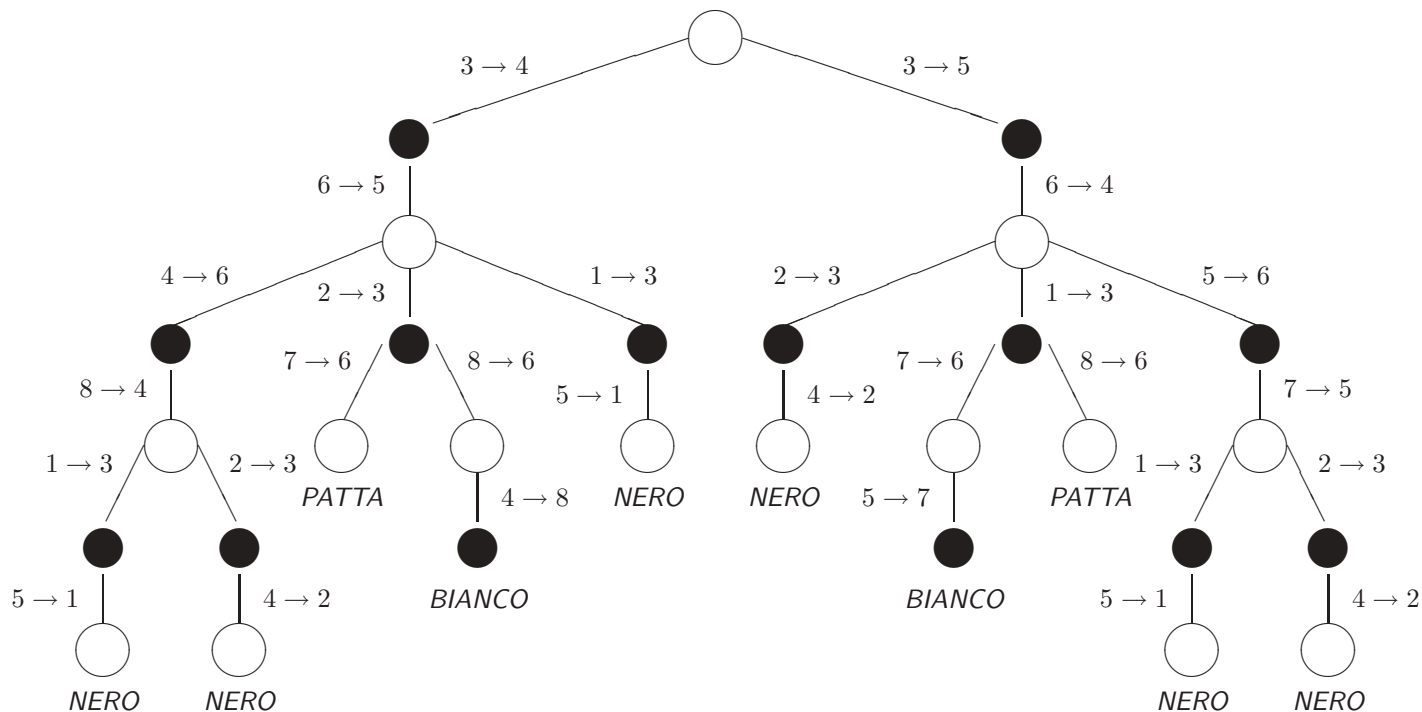 3 → 4 3 → 5
6 → 5 6 → 4
4 → 6 2 → 3 1 → 3 2 → 3 1 → 3 5 → 6
8 → 4 7 → 6 8 → 6 5 → 1 4 → 2 7 → 6 8 → 6 7 → 5
1 → 3 2 → 3 PATTA 4 → 8 NERO NERO 5 → 7 PATTA 1 → 3 2 → 3
5 → 1 4 → 2 BIANCO BIANCO 5 → 1 4 → 2
NERO NERO NERO NERO